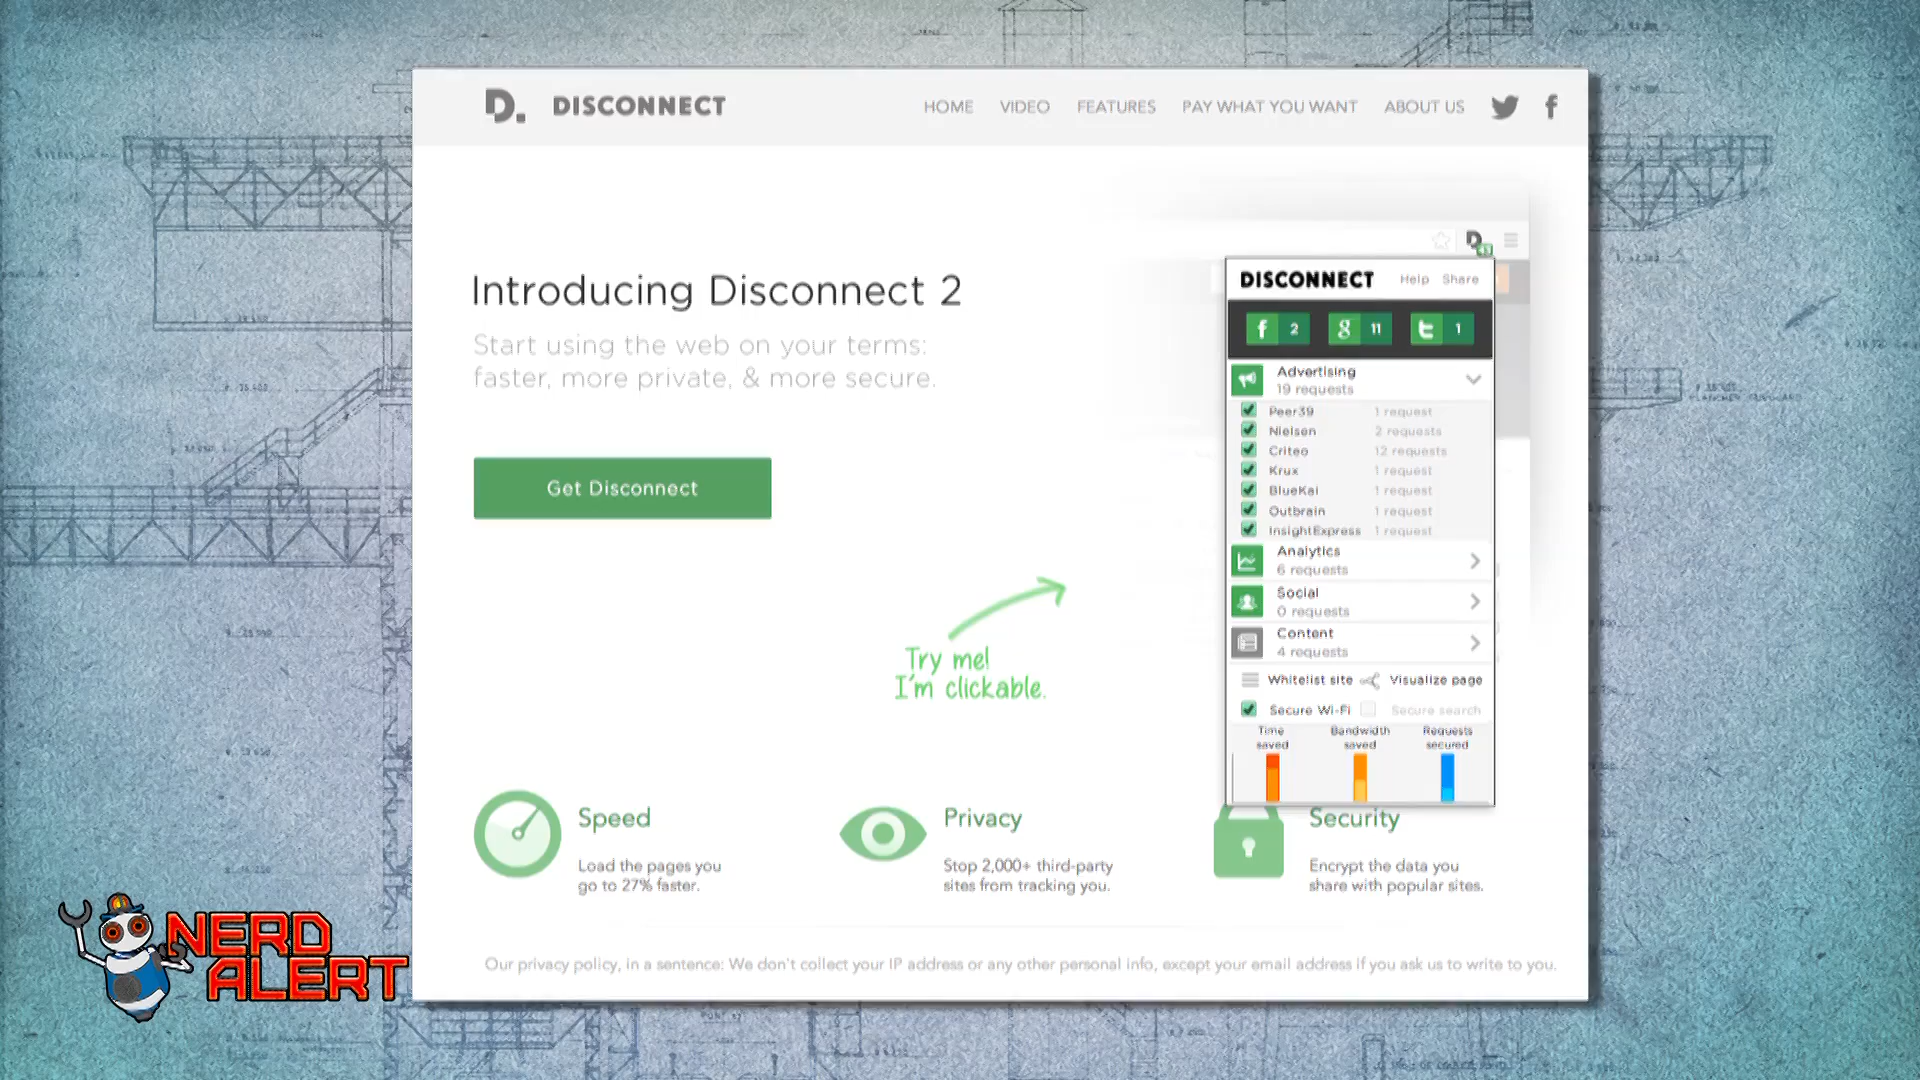 D. DISCONNECT HOME VIDEO FEATURES PAY WHAT YOU WANT ABOUT US
Introducing Disconnect 2
Start using the web on your terms:
faster, more private, & more secure.
Get Disconnect
Try me!
I'm clickable.
DISCONNECT Help Share
2 11 1
Advertising
19 requests
Peer39 1 request
Nielsen 2 requests
Criteo 12 requests
Krux 1 request
BlueKai 1 request
Outbrain 1 request
InsightExpress 1 request
Analytics
6 requests
Social
0 requests
Content
4 requests
Whitelist site Visualize page
Secure Wi-Fi Secure search
Time saved
Bandwidth saved
Requests secured
Speed
Load the pages you
go to 27% faster.
Privacy
Stop 2,000+ third-party
sites from tracking you.
Security
Encrypt the data you
share with popular sites.
Our privacy policy, in a sentence: We don't collect your IP address or any other personal info, except your email address if you ask us to write to you.
NERD
ALERT